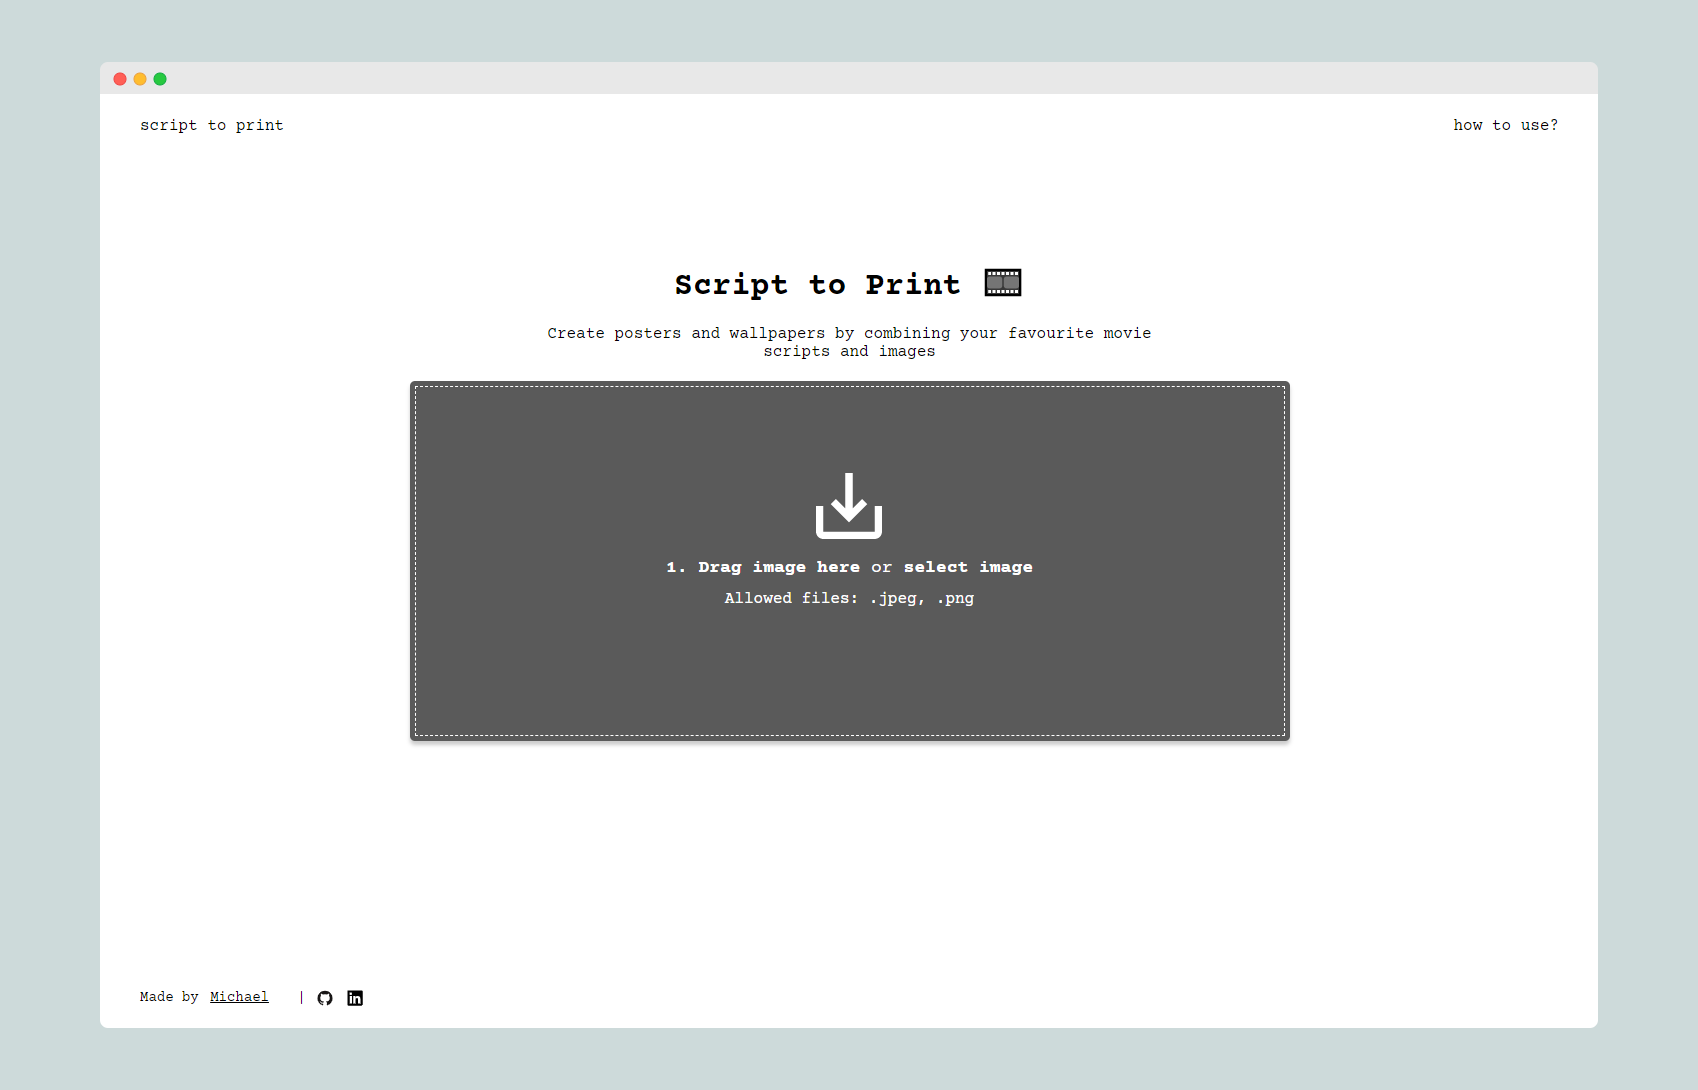 script to print
how to use?
Script to Print
Create posters and wallpapers by combining your favourite movie
scripts and images
1. Drag image here or select image
Allowed files: .jpeg, .png
Made by Michael |